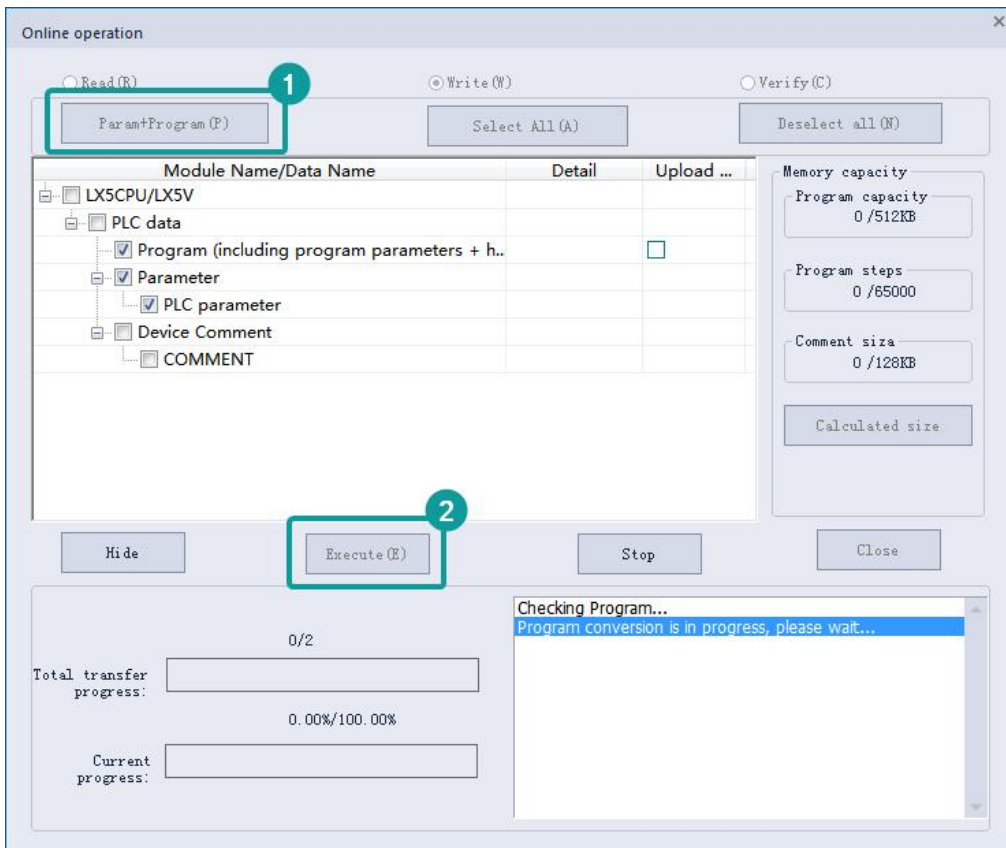 Online operation
Read(R)
Write(W)
Verify(C)
1
Param+Program(P)
Select All(A)
Deselect all(N)
Module Name/Data Name
Detail
Upload ...
LX5CPU/LX5V
PLC data
Program (including program parameters + h..
Parameter
PLC parameter
Device Comment
COMMENT
Memory capacity
Program capacity
0 /512KB
Program steps
0 /65000
Comment siza
0 /128KB
Calculated size
2
Hide
Execute(E)
Stop
Close
0/2
Total transfer
progress:
0.00%/100.00%
Current
progress:
Checking Program...
Program conversion is in progress, please wait...